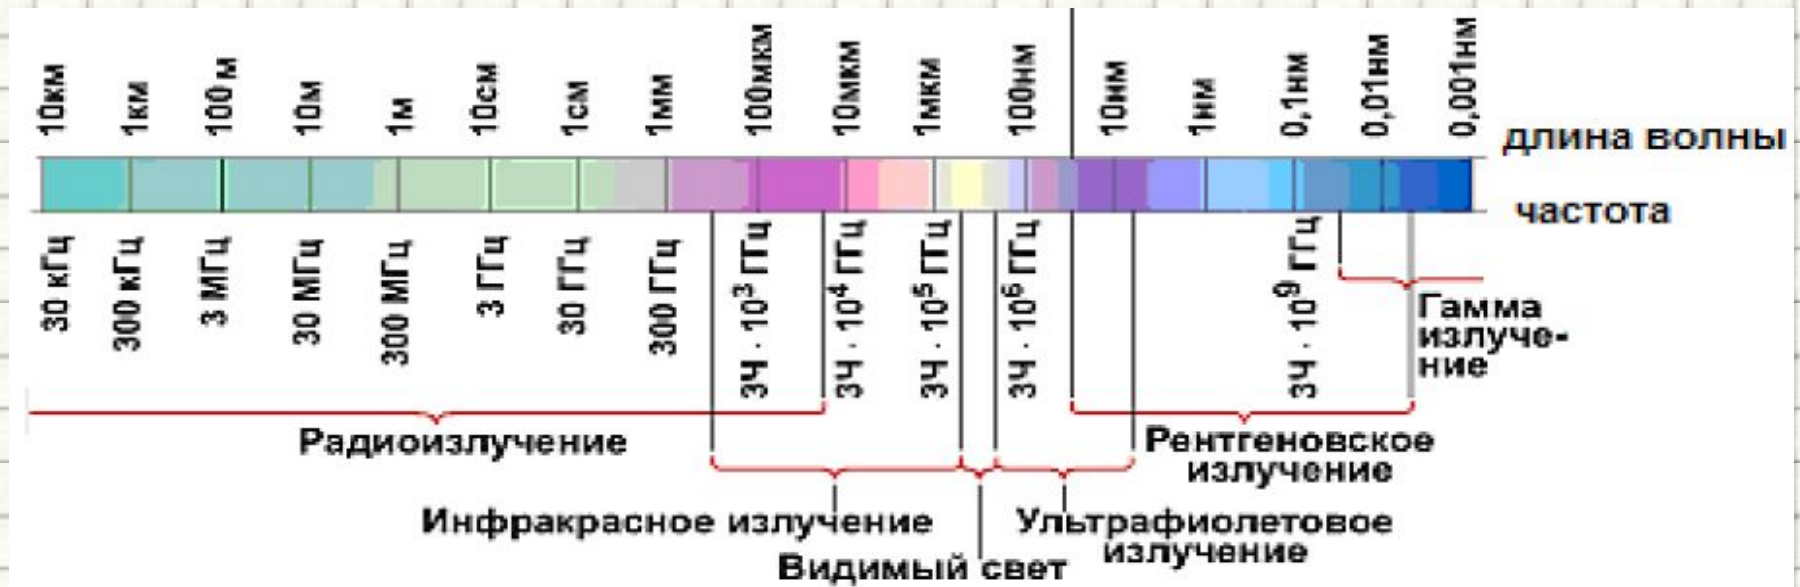 10км
1км
100м
10м
1м
10см
1см
1мм
100мкм
10мкм
1мкм
100нм
10нм
1нм
0,1нм
0,01нм
0,001нм
длина волны
частота
30 кГц
300 кГц
3 МГц
30 МГц
300 МГц
3 ГГц
30 ГГц
300 ГГц
3Ч · 10³ ГГц
3Ч · 10⁴ ГГц
3Ч · 10⁵ ГГц
3Ч · 10⁶ ГГц
3Ч · 10⁹ ГГц
Гамма
излуче-
ние
Радиоизлучение
Рентгеновское
излучение
Инфракрасное излучение
Ультрафиолетовое
излучение
Видимый свет